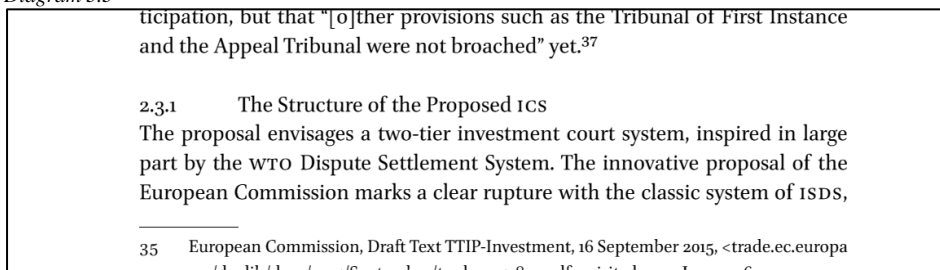 ticipation, but that “[o]ther provisions such as the Tribunal of First Instance
and the Appeal Tribunal were not broached” yet.37
2.3.1 The Structure of the Proposed ICS
The proposal envisages a two-tier investment court system, inspired in large
part by the WTO Dispute Settlement System. The innovative proposal of the
European Commission marks a clear rupture with the classic system of ISDS,
35 European Commission, Draft Text TTIP-Investment, 16 September 2015, <trade.ec.europa